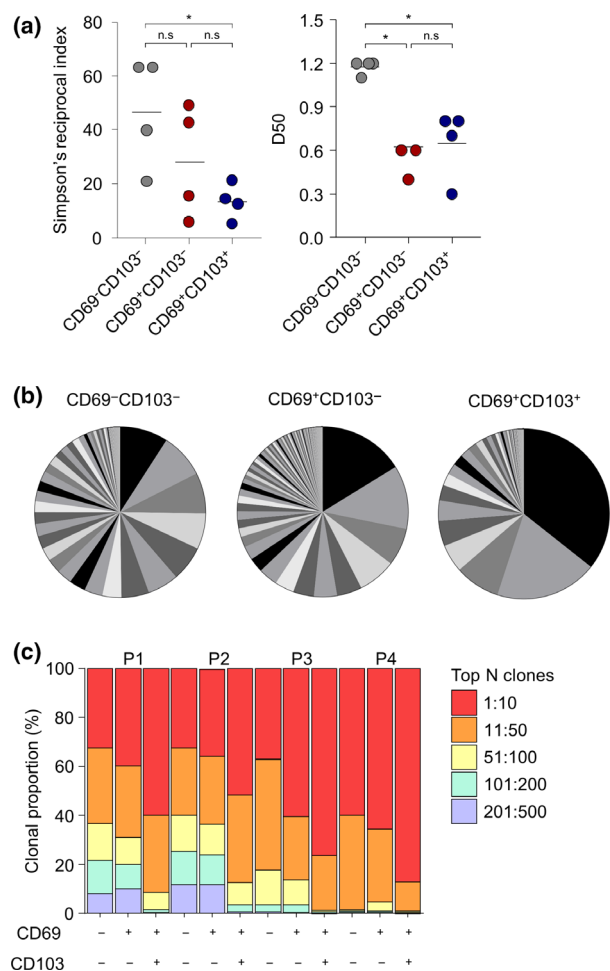 (a)
80
60
40
20
0
Simpson's reciprocal index
*
n.s n.s
CD69⁻CD103⁻
CD69⁺CD103⁻
CD69⁺CD103⁺
1.5
1.2
0.9
0.6
0.3
0.0
D50
*
* n.s
CD69⁻CD103⁻
CD69⁺CD103⁻
CD69⁺CD103⁺
(b)
CD69⁻CD103⁻ CD69⁺CD103⁻ CD69⁺CD103⁺
(c)
P1 P2 P3 P4
100
80
60
40
20
0
Clonal proportion (%)
Top N clones
1:10
11:50
51:100
101:200
201:500
CD69 − + + − + + − + + − + +
CD103 − − + − − + − − + − − +